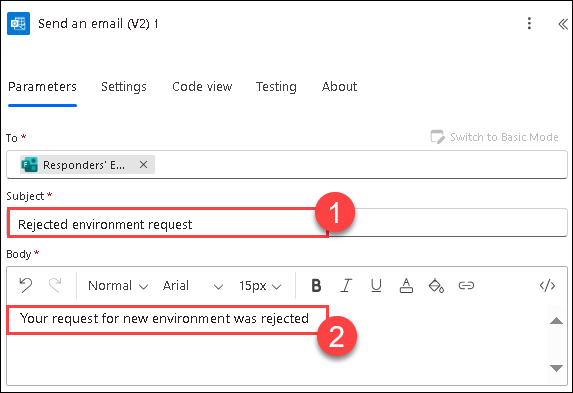 Send an email (V2) 1
Parameters Settings Code view Testing About
To *
Switch to Basic Mode
Responders' E...
Subject *
1
Rejected environment request
Body *
Normal Arial 15px B I U A </>
Your request for new environment was rejected
2